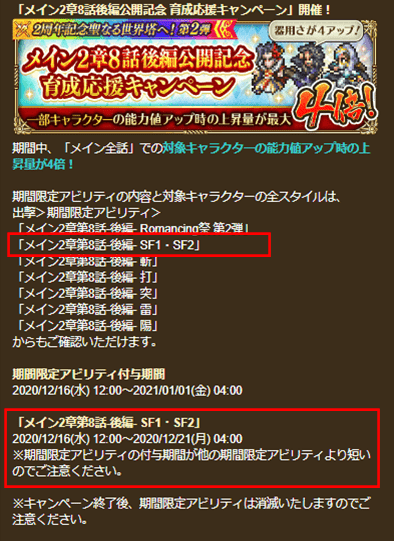 「メイン2章8話後編公開記念 育成応援キャンペーン」開催！
2周年記念聖なる世界塔へ！第2弾
器用さが4アップ！
メイン2章8話後編公開記念
育成応援キャンペーン
4倍！
一部キャラクターの能力値アップ時の上昇量が最大
期間中、「メイン全話」での対象キャラクターの能力値アップ時の上
昇量が4倍！
期間限定アビリティの内容と対象キャラクターの全スタイルは、
出撃>期間限定アビリティ>
「メイン2章第8話-後編- Romancing祭 第2弾」
「メイン2章第8話-後編- SF1・SF2」
「メイン2章第8話-後編- 斬」
「メイン2章第8話-後編- 打」
「メイン2章第8話-後編- 突」
「メイン2章第8話-後編- 雷」
「メイン2章第8話-後編- 陽」
からもご確認いただけます。
期間限定アビリティ付与期間
2020/12/16(水) 12:00～2021/01/01(金) 04:00
「メイン2章第8話-後編- SF1・SF2」
2020/12/16(水) 12:00～2020/12/21(月) 04:00
※期間限定アビリティの付与期間が他の期間限定アビリティより短い
のでご注意ください。
※キャンペーン終了後、期間限定アビリティは消滅いたしますのでご
注意ください。